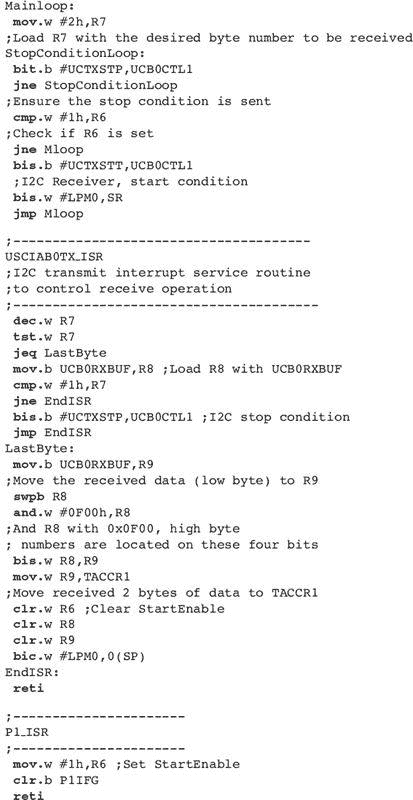 Mainloop:
mov.w #2h,R7
;Load R7 with the desired byte number to be received
StopConditionLoop:
bit.b #UCTXSTP,UCB0CTL1
jne StopConditionLoop
;Ensure the stop condition is sent
cmp.w #1h,R6
;Check if R6 is set
jne Mloop
bis.b #UCTXSTT,UCB0CTL1
;I2C Receiver, start condition
bis.w #LPM0,SR
jmp Mloop
;-------------------------------------
USCIAB0TX_ISR
;I2C transmit interrupt service routine
;to control receive operation
;--------------------------------------
dec.w R7
tst.w R7
jeq LastByte
mov.b UCB0RXBUF,R8 ;Load R8 with UCB0RXBUF
cmp.w #1h,R7
jne EndISR
bis.b #UCTXSTP,UCB0CTL1 ;I2C stop condition
jmp EndISR
LastByte:
mov.b UCB0RXBUF,R9
;Move the received data (low byte) to R9
swpb R8
and.w #0F00h,R8
;And R8 with 0x0F00, high byte
; numbers are located on these four bits
bis.w R8,R9
mov.w R9,TACCR1
;Move received 2 bytes of data to TACCR1
clr.w R6 ;Clear StartEnable
clr.w R8
clr.w R9
bic.w #LPM0,0(SP)
EndISR:
reti
;---------------------
P1_ISR
;---------------------
mov.w #1h,R6 ;Set StartEnable
clr.b P1IFG
reti